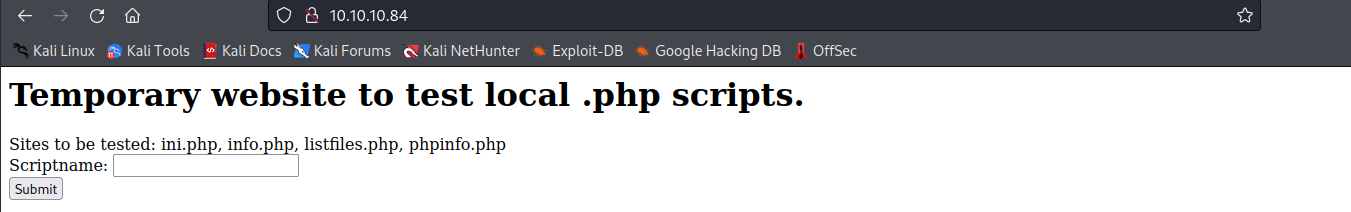 10.10.10.84
Kali Linux Kali Tools Kali Docs Kali Forums Kali NetHunter Exploit-DB Google Hacking DB OffSec
Temporary website to test local .php scripts.
Sites to be tested: ini.php, info.php, listfiles.php, phpinfo.php
Scriptname:
Submit